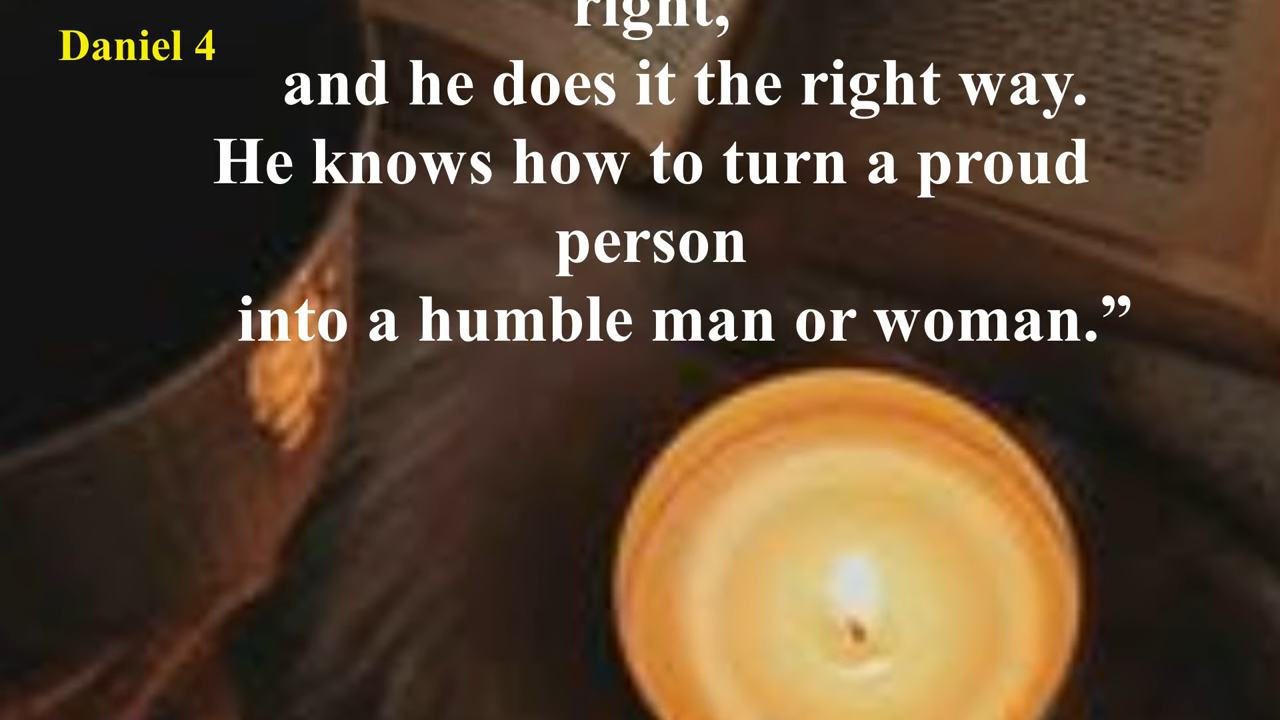 right,
Daniel 4
and he does it the right way.
He knows how to turn a proud
person
into a humble man or woman.”